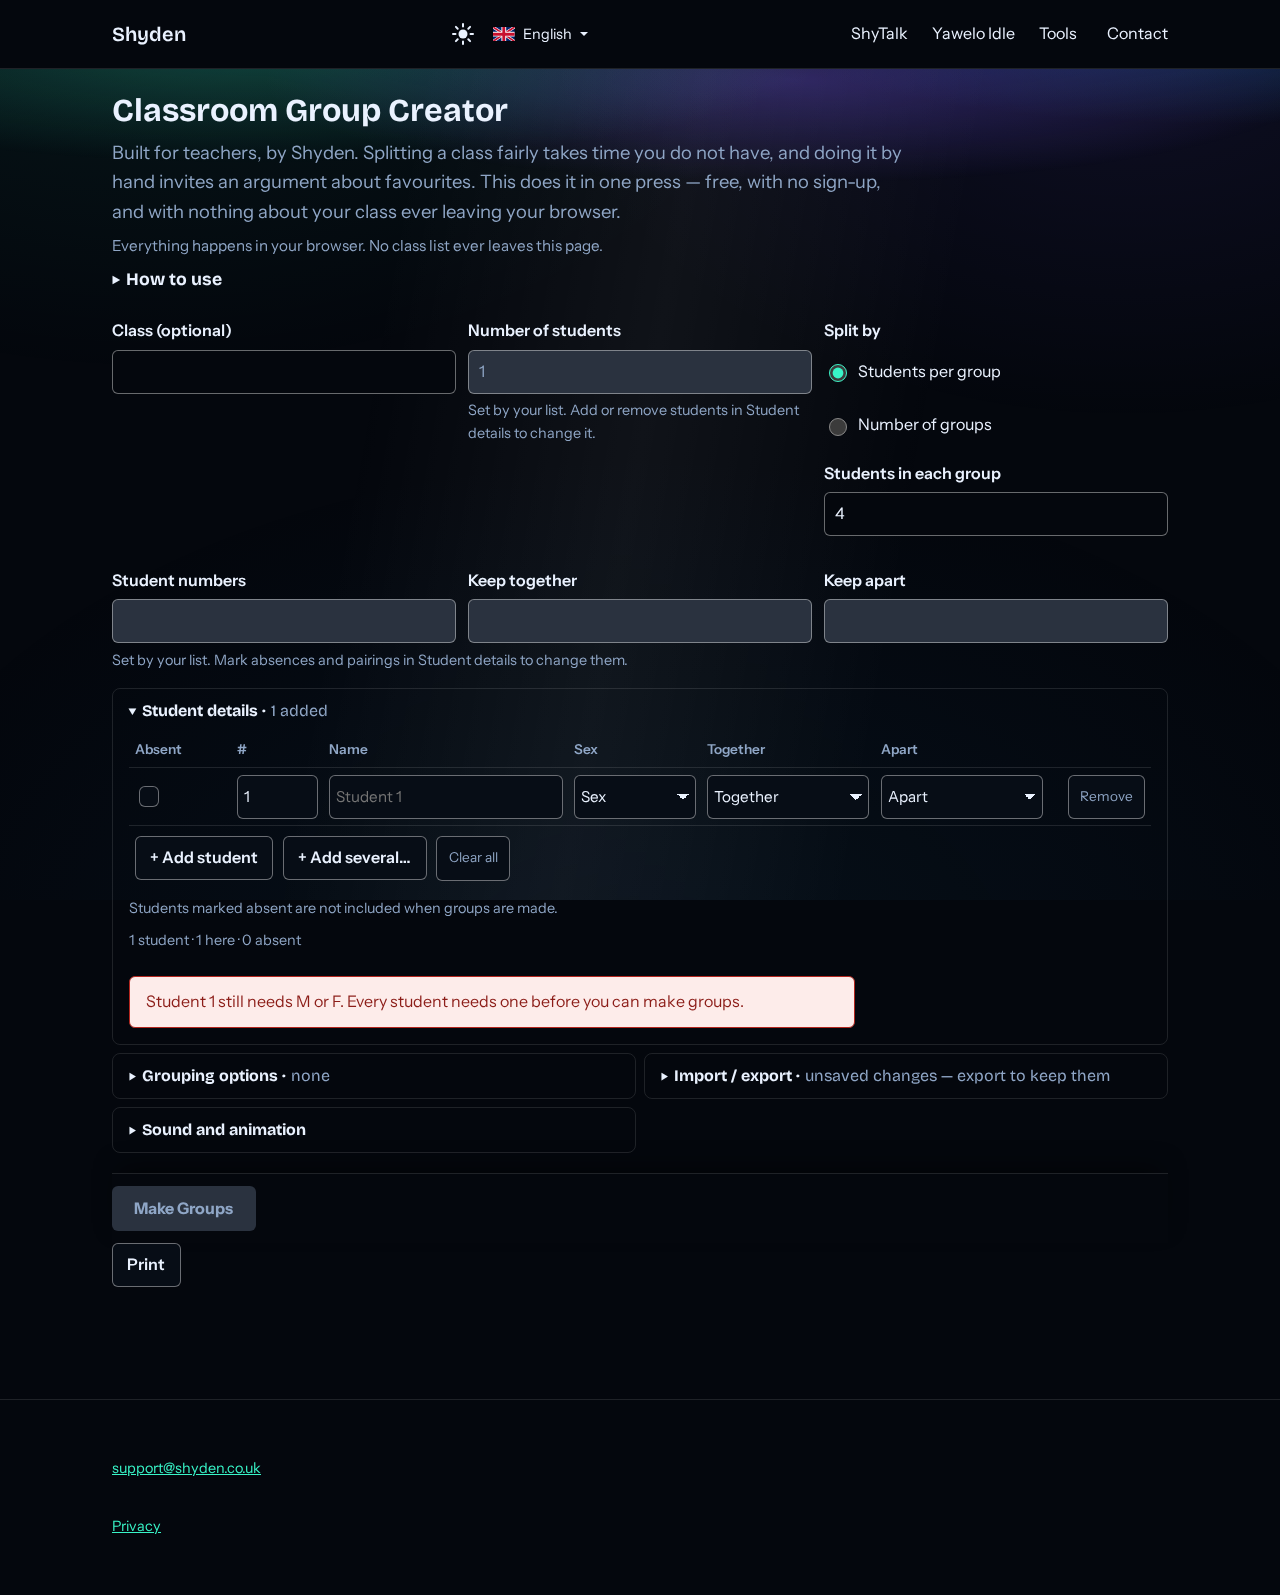 Shyden
English
ShyTalk
Yawelo Idle
Tools
Contact
Classroom Group Creator
Built for teachers, by Shyden. Splitting a class fairly takes time you do not have, and doing it by
hand invites an argument about favourites. This does it in one press — free, with no sign-up,
and with nothing about your class ever leaving your browser.
Everything happens in your browser. No class list ever leaves this page.
How to use
Class (optional)
Number of students
Split by
1
Students per group
Set by your list. Add or remove students in Student
details to change it.
Number of groups
Students in each group
4
Student numbers
Keep together
Keep apart
Set by your list. Mark absences and pairings in Student details to change them.
Student details · 1 added
Absent
#
Name
Sex
Together
Apart
1
Student 1
Sex
Together
Apart
Remove
+ Add student
+ Add several...
Clear all
Students marked absent are not included when groups are made.
1 student · 1 here · 0 absent
Student 1 still needs M or F. Every student needs one before you can make groups.
Grouping options · none
Import / export · unsaved changes — export to keep them
Sound and animation
Make Groups
Print
support@shyden.co.uk
Privacy